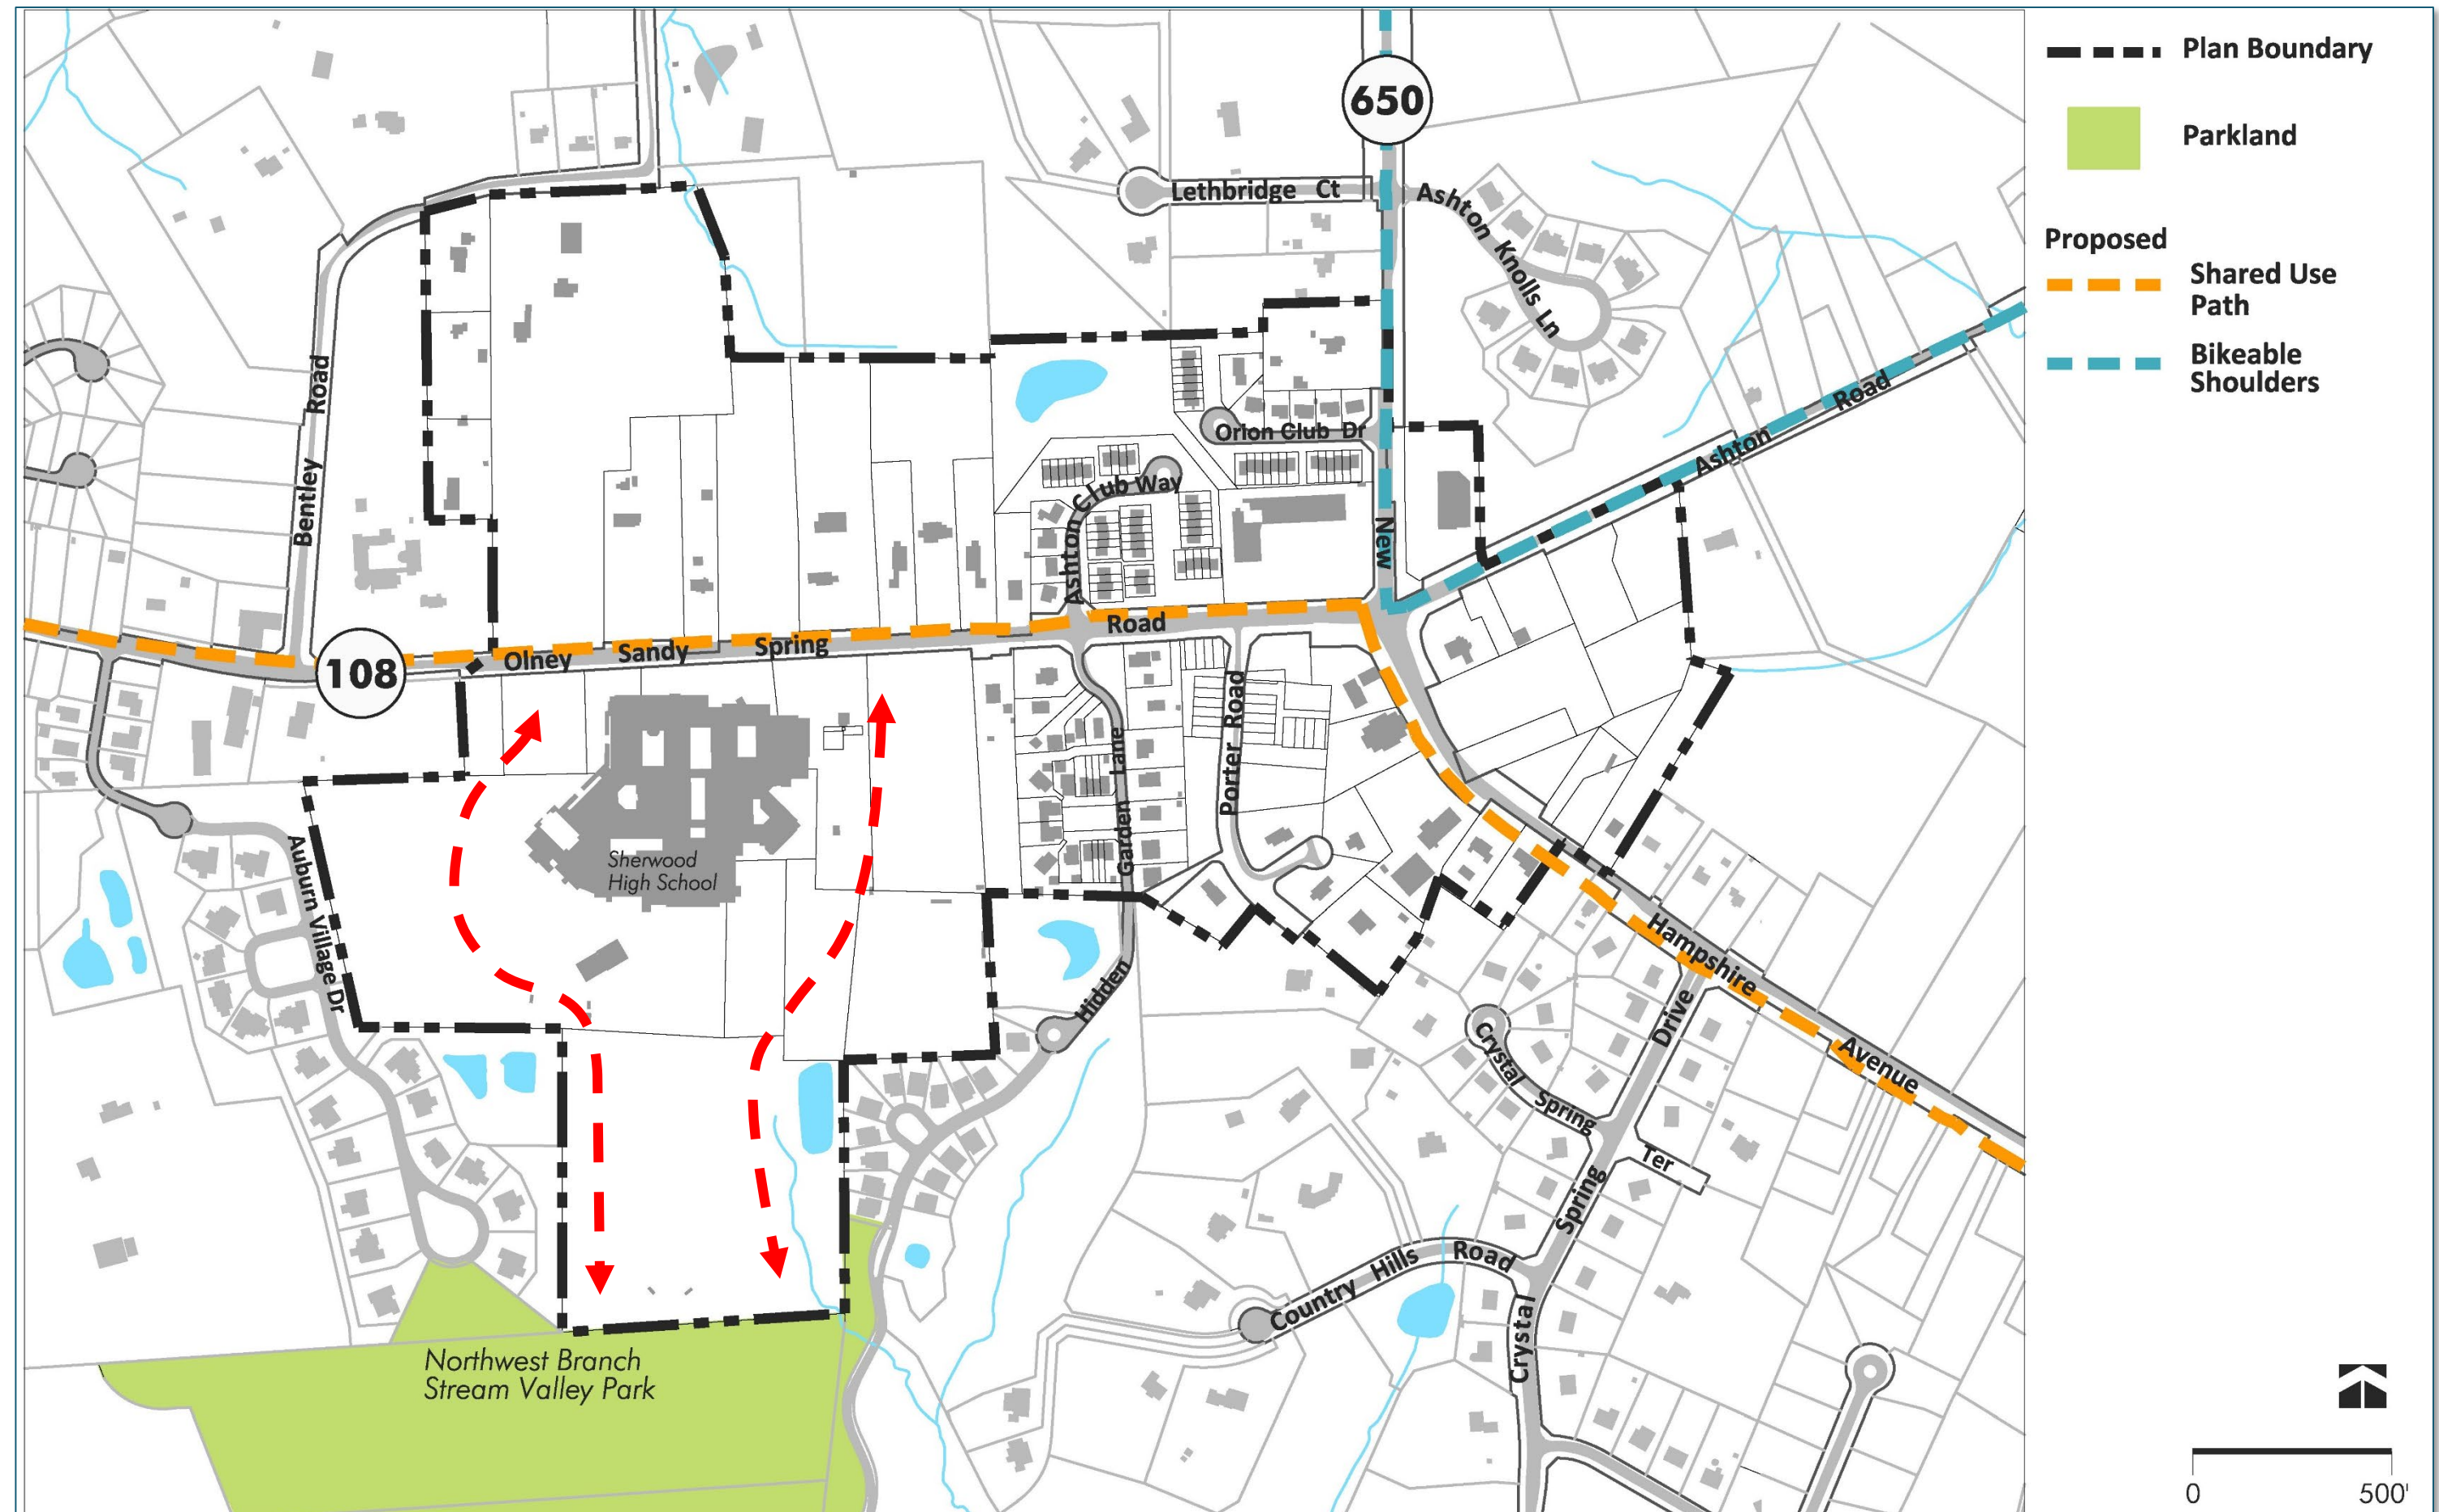 650
Lethbridge Ct
Ashton Knolls Ln
Bentley Road
Orion Club Dr
Ashton Club Way
New
Ashton Road
108
Olney Sandy Spring Road
Sherwood
High School
Auburn Village Dr
Hidden Garden Lane
Porter Road
Hampshire Avenue
Crystal Spring Drive
Crystal Spring Ter
Country Hills Road
Northwest Branch
Stream Valley Park
Plan Boundary
Parkland
Proposed
Shared Use
Path
Bikeable
Shoulders
0 500'